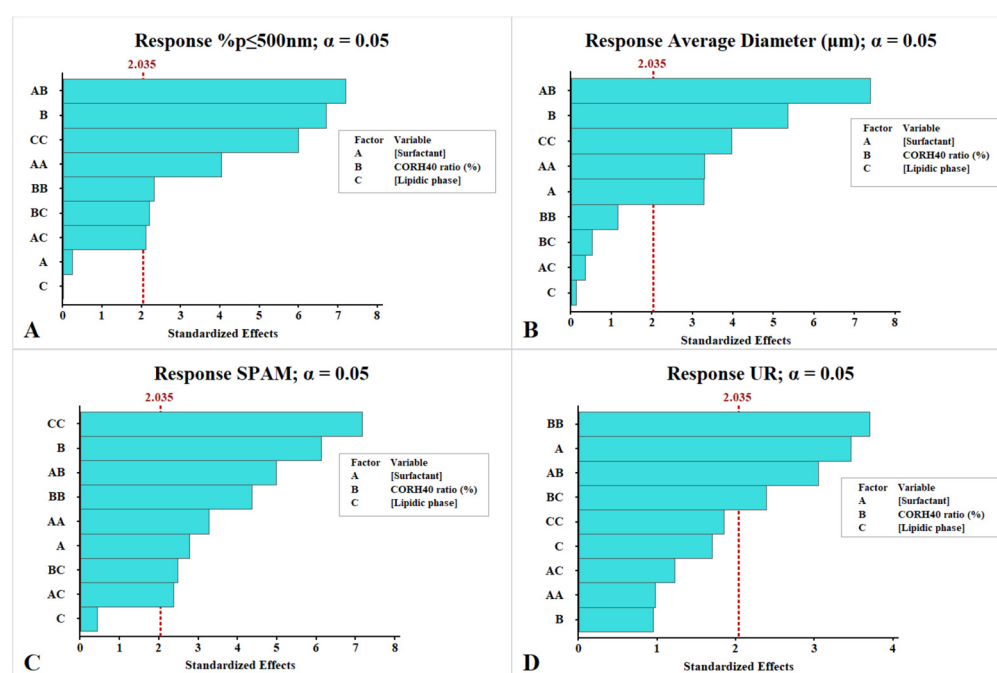 Response %p≤500nm; α = 0.05
2.035
AB
B
CC
AA
BB
BC
AC
A
C
Factor Variable
A [Surfactant]
B CORH40 ratio (%)
C [Lipidic phase]
0 1 2 3 4 5 6 7 8
Standardized Effects
A
Response Average Diameter (µm); α = 0.05
2.035
AB
B
CC
AA
A
BB
BC
AC
C
Factor Variable
A [Surfactant]
B CORH40 ratio (%)
C [Lipidic phase]
0 1 2 3 4 5 6 7 8
Standardized Effects
B
Response SPAM; α = 0.05
2.035
CC
B
AB
BB
AA
A
BC
AC
C
Factor Variable
A [Surfactant]
B CORH40 ratio (%)
C [Lipidic phase]
0 1 2 3 4 5 6 7 8
Standardized Effects
C
Response UR; α = 0.05
2.035
BB
A
AB
BC
CC
C
AC
AA
B
Factor Variable
A [Surfactant]
B CORH40 ratio (%)
C [Lipidic phase]
0 1 2 3 4
Standardized Effects
D